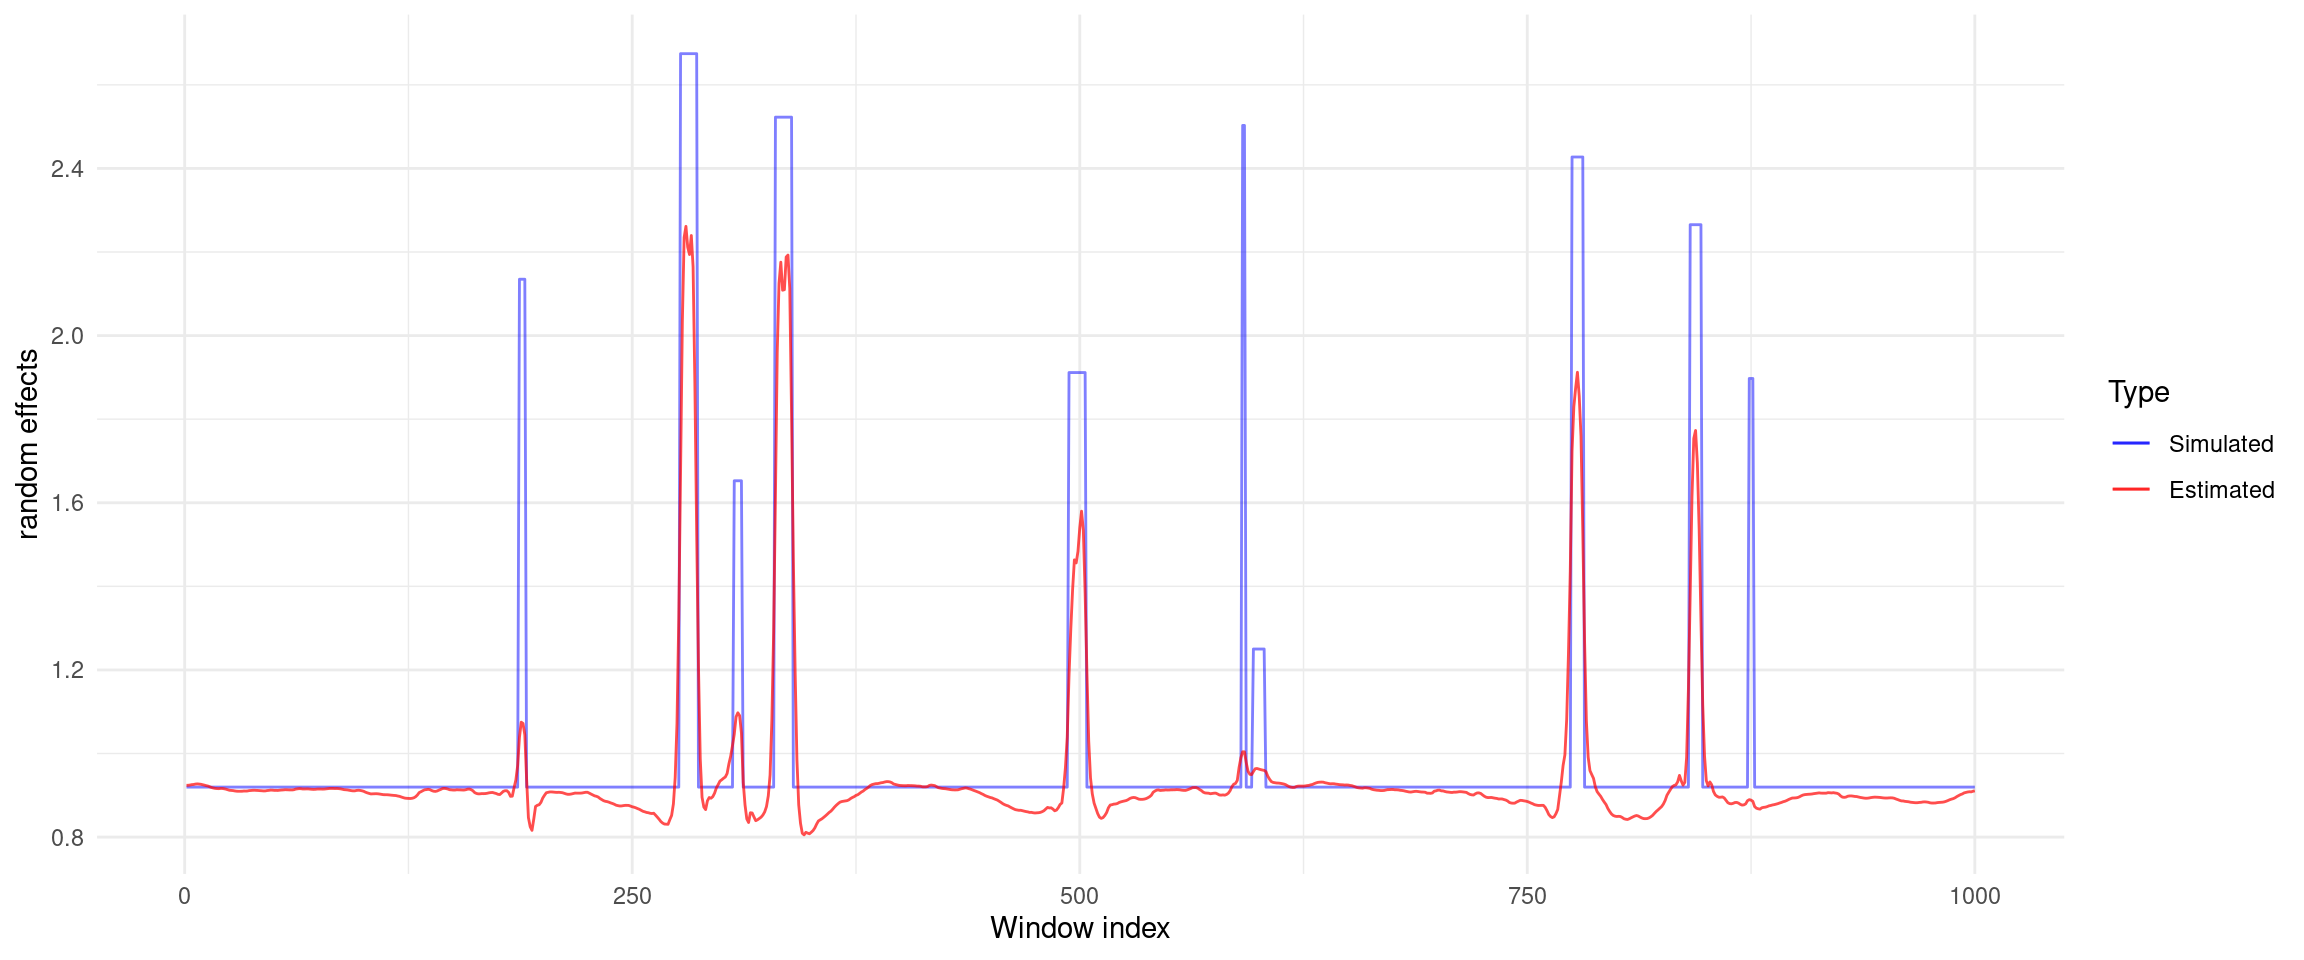 random effects
2.4
2.0
1.6
1.2
0.8
0
250
500
750
1000
Window index
Type
Simulated
Estimated